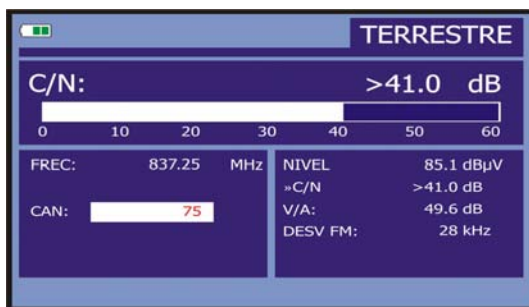 TERRESTRE
C/N: >41.0 dB
0 10 20 30 40 50 60
FREC: 837.25 MHz
CAN: 75
NIVEL 85.1 dBµV
»C/N >41.0 dB
V/A: 49.6 dB
DESV FM: 28 kHz